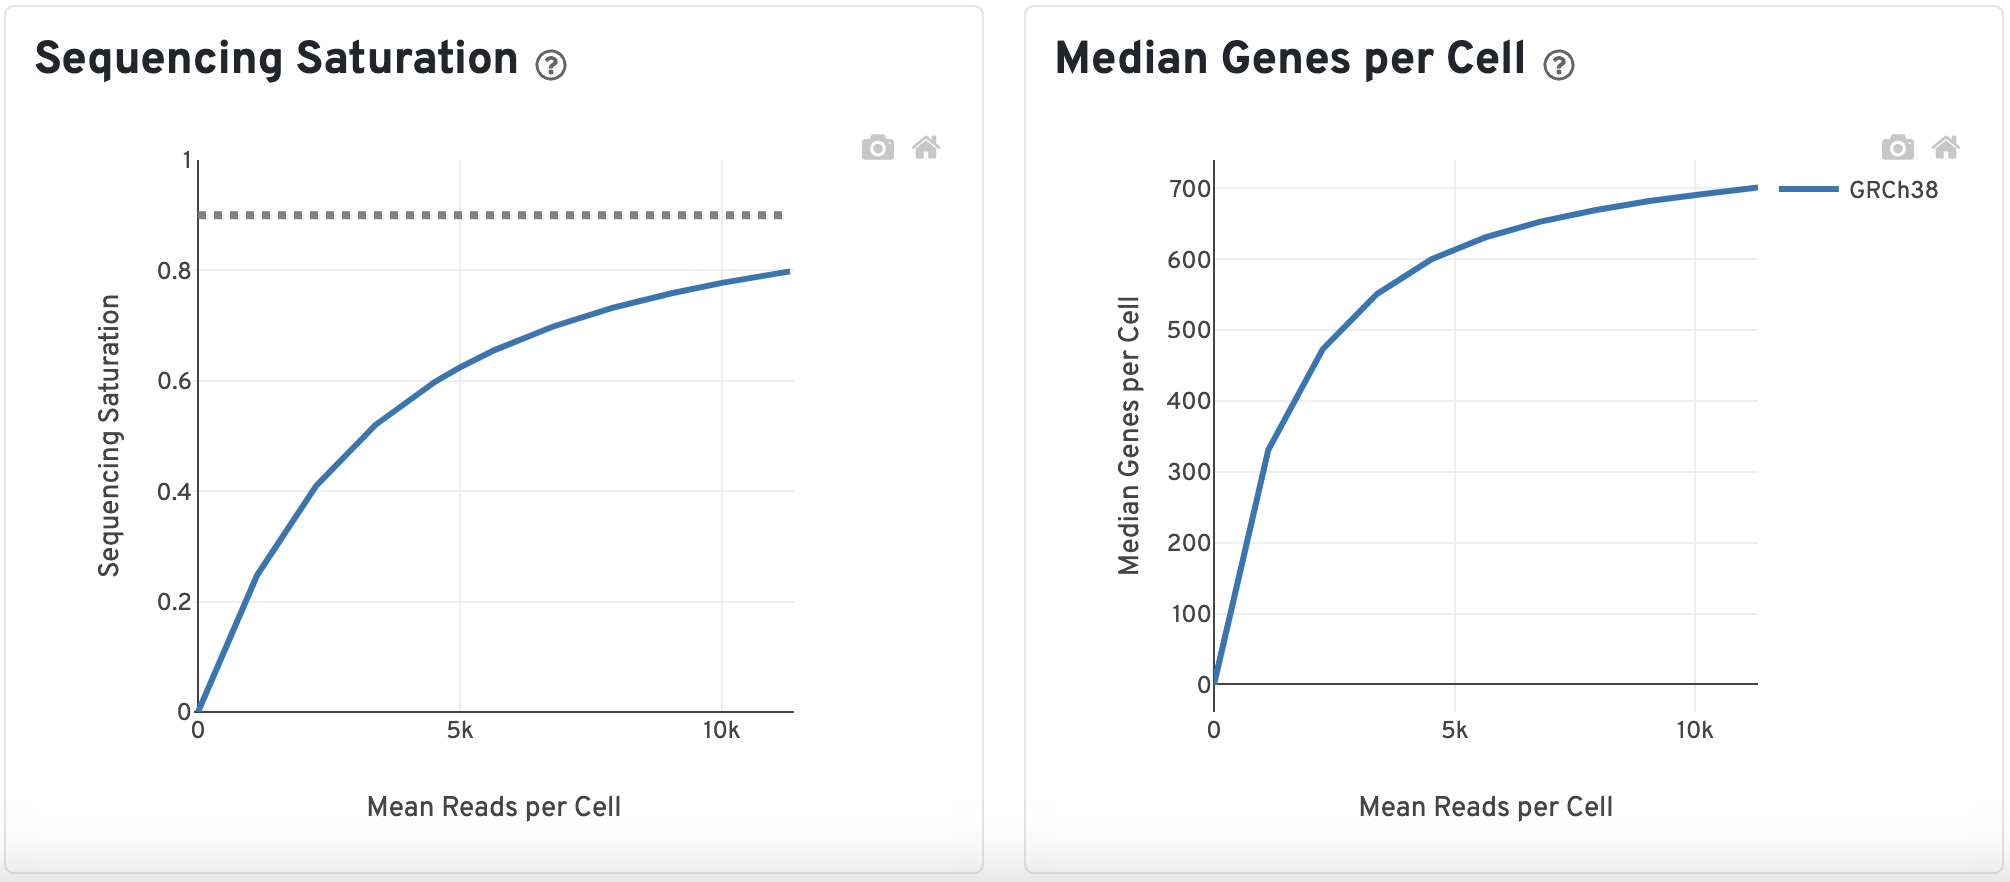 Sequencing Saturation ?
1
0.8
0.6
0.4
0.2
0
0 5k 10k
Sequencing Saturation
Mean Reads per Cell
Median Genes per Cell ?
700
600
500
400
300
200
100
0
0 5k 10k
Median Genes per Cell
Mean Reads per Cell
GRCh38